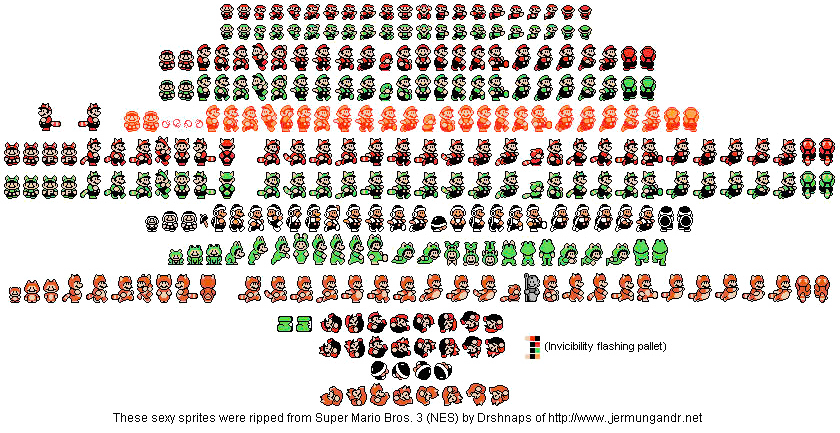 (Invicibility flashing pallet)
These sexy sprites were ripped from Super Mario Bros. 3 (NES) by Drshnaps of http://www.jermungandr.net